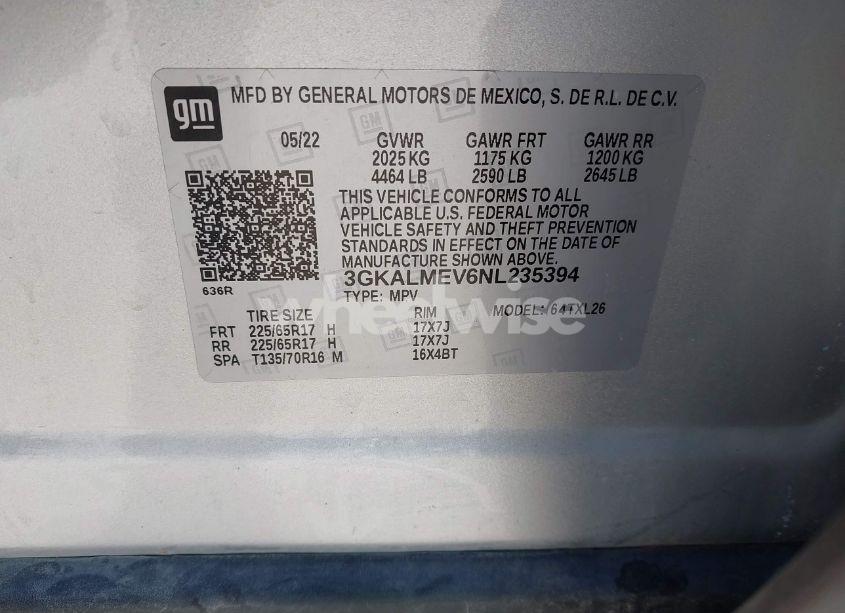 gm MFD BY GENERAL MOTORS DE MEXICO, S. DE R.L. DE C.V.
05/22 GVWR GAWR FRT GAWR RR
2025 KG 1175 KG 1200 KG
4464 LB 2590 LB 2645 LB
THIS VEHICLE CONFORMS TO ALL
APPLICABLE U.S. FEDERAL MOTOR
VEHICLE SAFETY AND THEFT PREVENTION
STANDARDS IN EFFECT ON THE DATE OF
MANUFACTURE SHOWN ABOVE.
636R
3GKALMEV6NL235394
TYPE: MPV MODEL: 64TXL26
wheelwise
TIRE SIZE RIM
FRT 225/65R17 H 17X7J
RR 225/65R17 H 17X7J
SPA T135/70R16 M 16X4BT